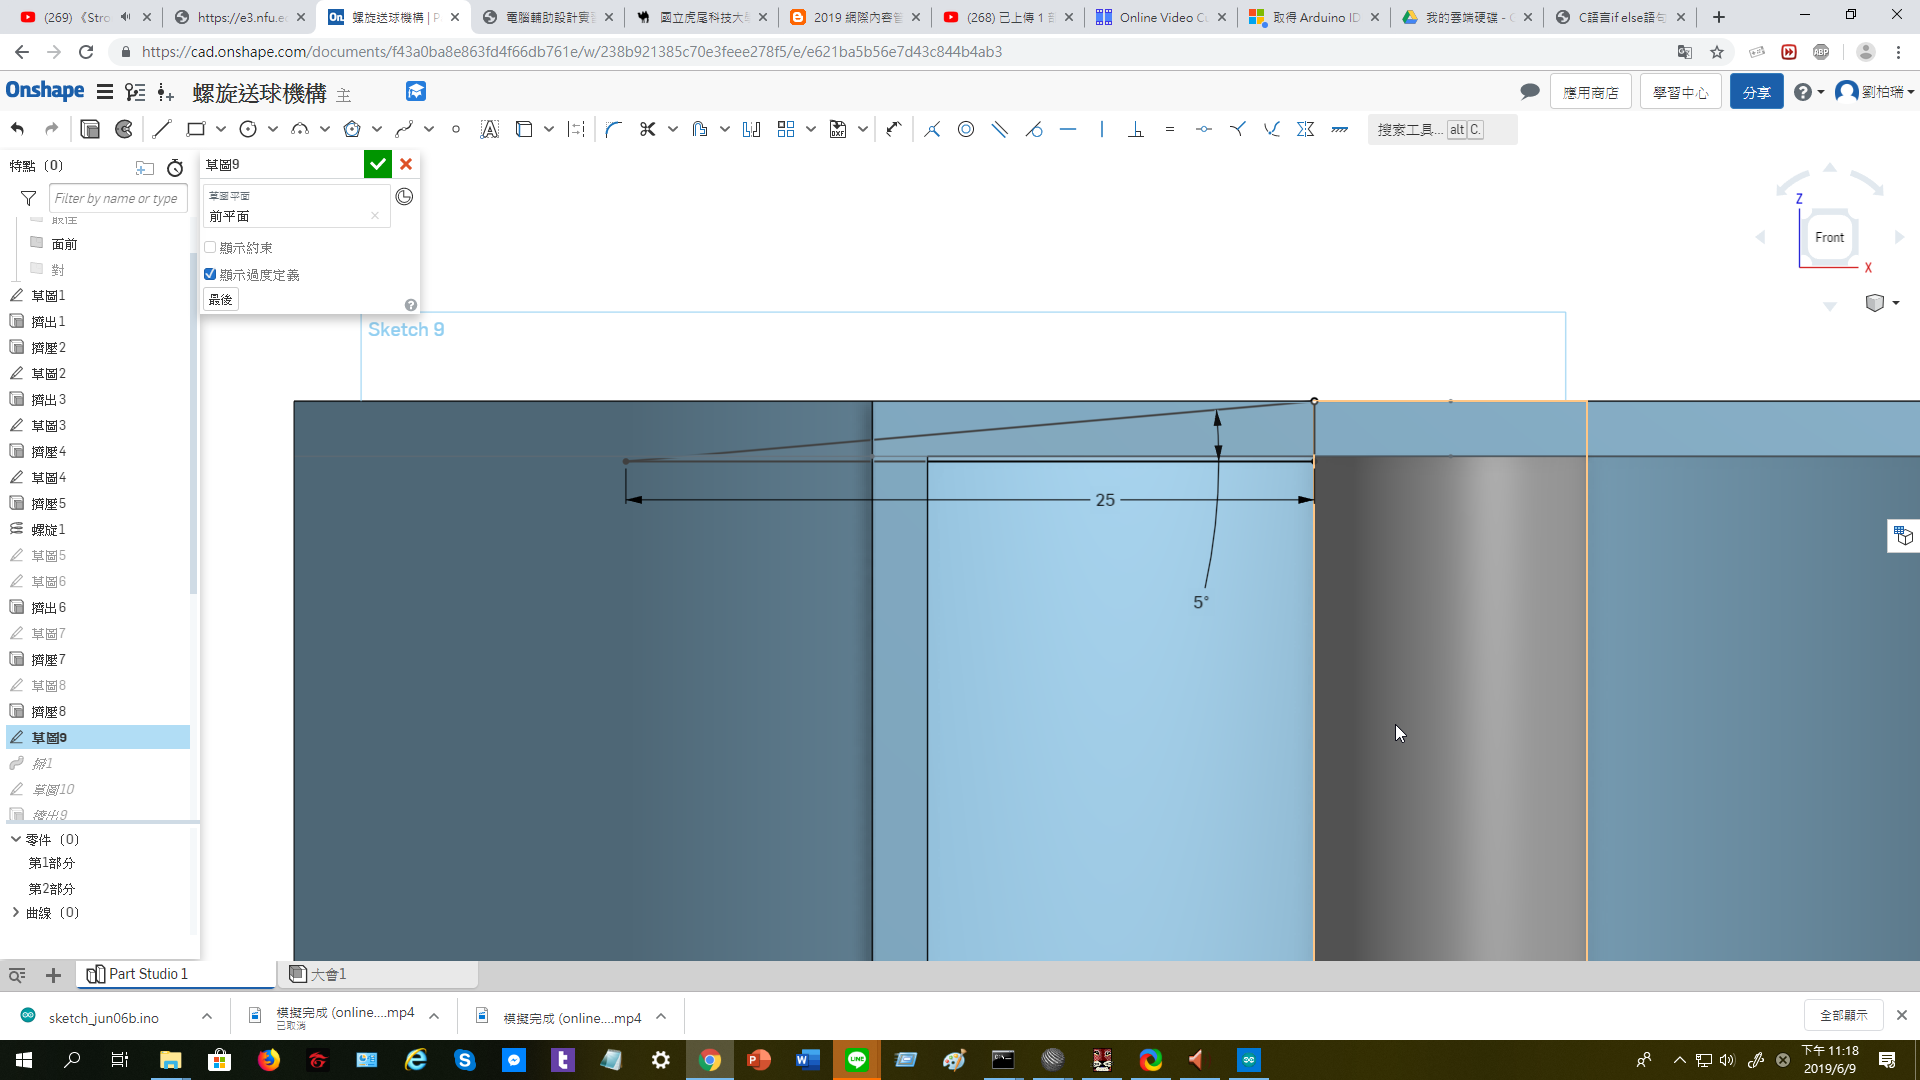 (269) 《Stro
https://e3.nfu.e
螺旋送球機構 | P
電腦輔助設計實
國立虎尾科技大
2019 網際內容管
(268) 已上傳 1 部
Online Video Cu
取得 Arduino ID
我的雲端硬碟 -
C語言if else語句
https://cad.onshape.com/documents/f43a0ba8e863fd4f66db761e/w/238b921385c70e3feee278f5/e/e621ba5b56e7d43c844b4ab3
Onshape
螺旋送球機構 主
應用商店
學習中心
分享
劉柏瑞
搜索工具... alt C.
特點 (0)
Filter by name or type
面前
對
草圖1
擠出1
擠壓2
草圖2
擠出3
草圖3
擠壓4
草圖4
擠壓5
螺旋1
草圖5
草圖6
擠出6
草圖7
擠壓7
草圖8
擠壓8
草圖9
掃1
草圖10
擠出9
零件 (0)
第1部分
第2部分
曲線 (0)
草圖9
草圖平面
前平面
顯示約束
顯示過度定義
最後
Sketch 9
25
5°
Z
Front
X
Part Studio 1
大會1
sketch_jun06b.ino
模擬完成 (online....mp4
已取消
模擬完成 (online....mp4
全部顯示
下午 11:18
2019/6/9